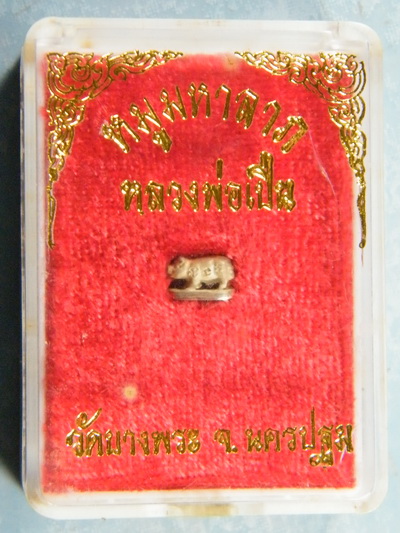 หมูมหาลาภ
หลวงพ่อเปิ่น
วัดบางพระ จ.นครปฐม